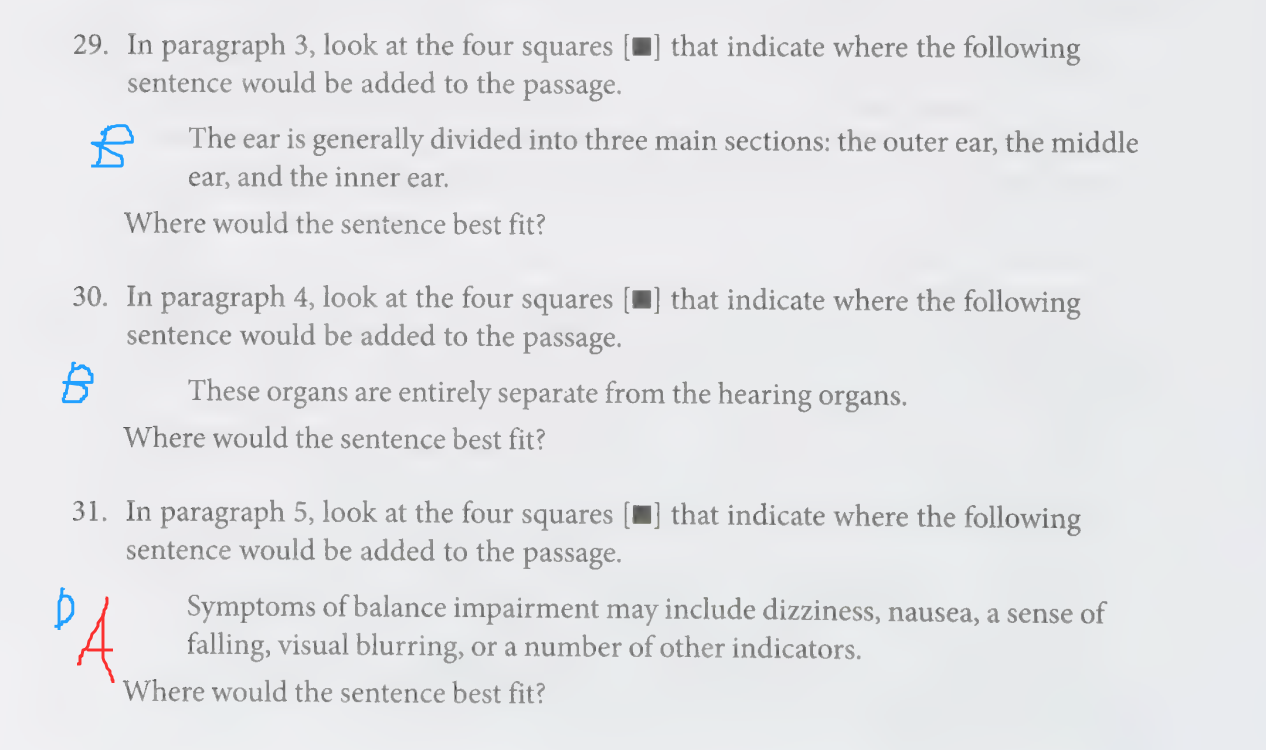 29. In paragraph 3, look at the four squares [■] that indicate where the following
sentence would be added to the passage.
B
The ear is generally divided into three main sections: the outer ear, the middle
ear, and the inner ear.
Where would the sentence best fit?
30. In paragraph 4, look at the four squares [■] that indicate where the following
sentence would be added to the passage.
B
These organs are entirely separate from the hearing organs.
Where would the sentence best fit?
31. In paragraph 5, look at the four squares [■] that indicate where the following
sentence would be added to the passage.
D A
Symptoms of balance impairment may include dizziness, nausea, a sense of
falling, visual blurring, or a number of other indicators.
Where would the sentence best fit?